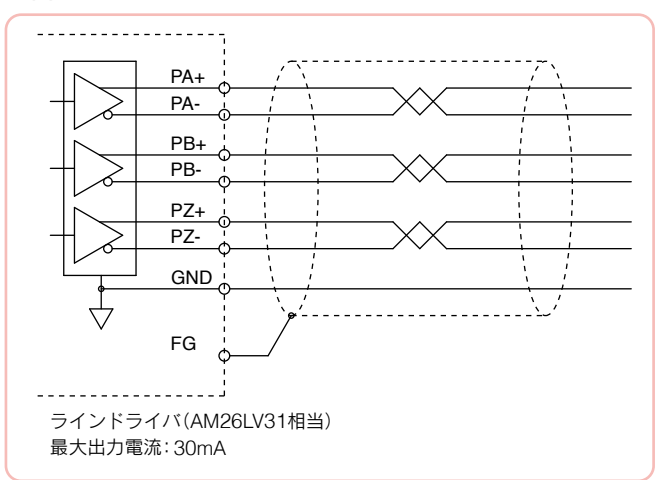 PA+
PA-
PB+
PB-
PZ+
PZ-
GND
FG
ラインドライバ(AM26LV31相当)
最大出力電流:30mA